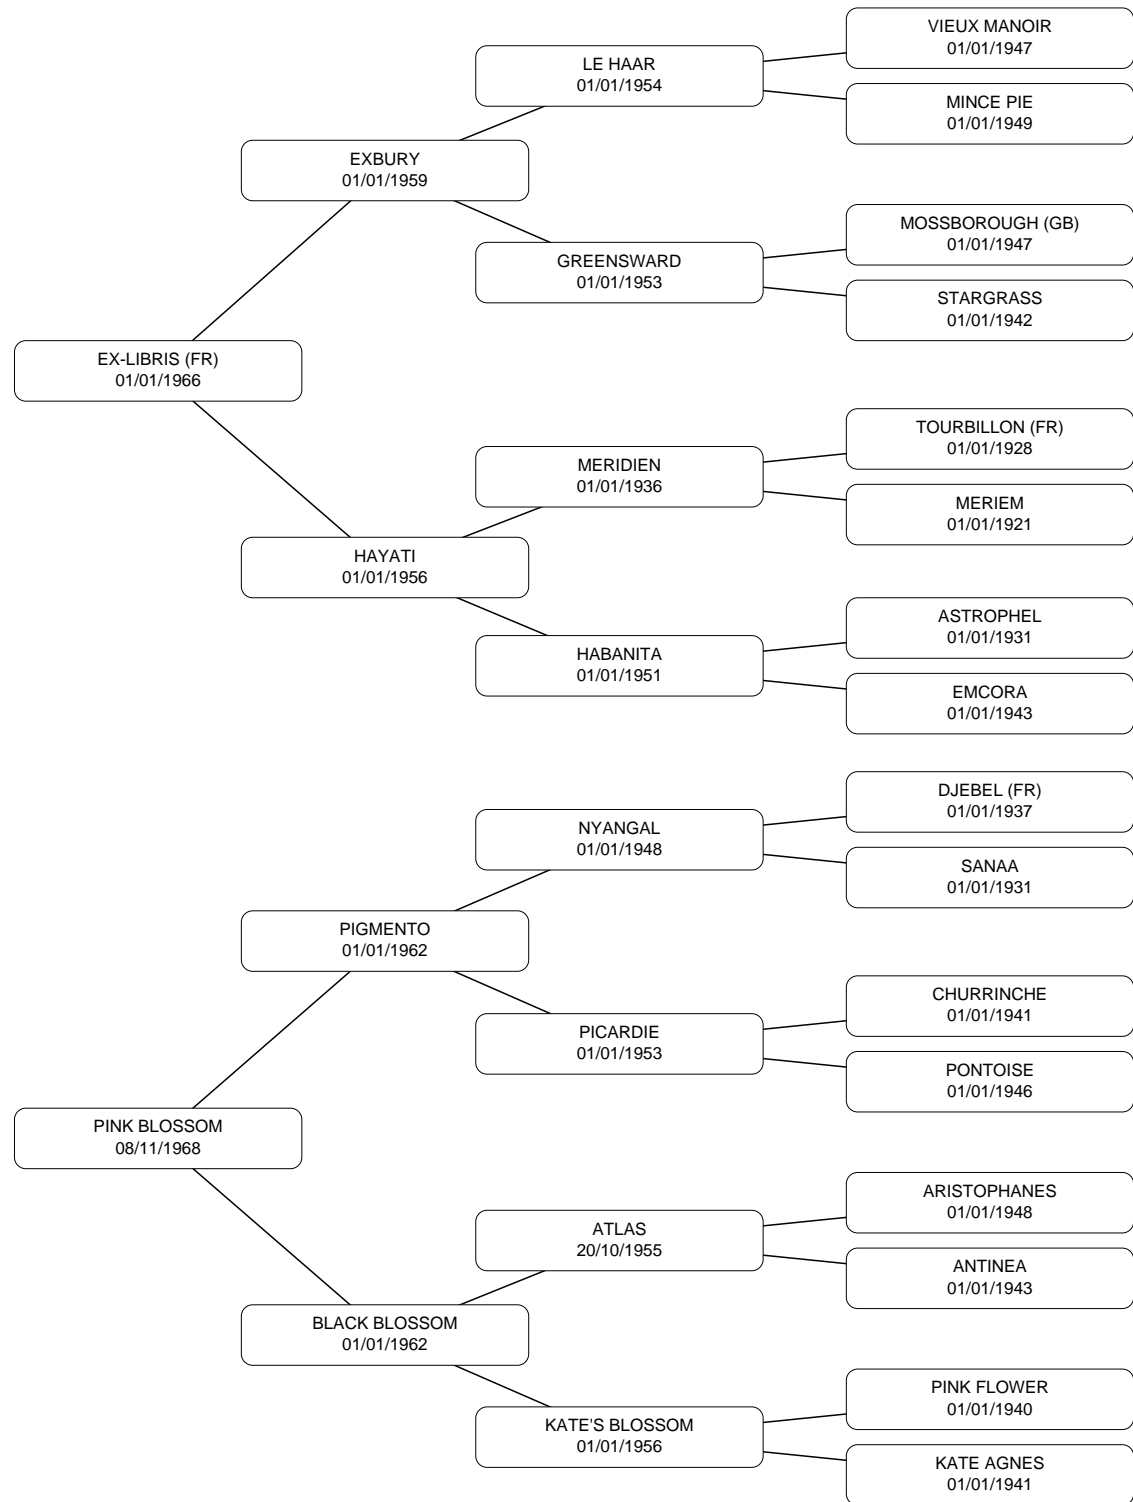 VIEUX MANOIR
01/01/1947
LE HAAR
01/01/1954
MINCE PIE
01/01/1949
EXBURY
01/01/1959
MOSSBOROUGH (GB)
01/01/1947
GREENSWARD
01/01/1953
STARGRASS
01/01/1942
EX-LIBRIS (FR)
01/01/1966
TOURBILLON (FR)
01/01/1928
MERIDIEN
01/01/1936
MERIEM
01/01/1921
HAYATI
01/01/1956
ASTROPHEL
01/01/1931
HABANITA
01/01/1951
EMCORA
01/01/1943
DJEBEL (FR)
01/01/1937
NYANGAL
01/01/1948
SANAA
01/01/1931
PIGMENTO
01/01/1962
CHURRINCHE
01/01/1941
PICARDIE
01/01/1953
PONTOISE
01/01/1946
PINK BLOSSOM
08/11/1968
ARISTOPHANES
01/01/1948
ATLAS
20/10/1955
ANTINEA
01/01/1943
BLACK BLOSSOM
01/01/1962
PINK FLOWER
01/01/1940
KATE'S BLOSSOM
01/01/1956
KATE AGNES
01/01/1941